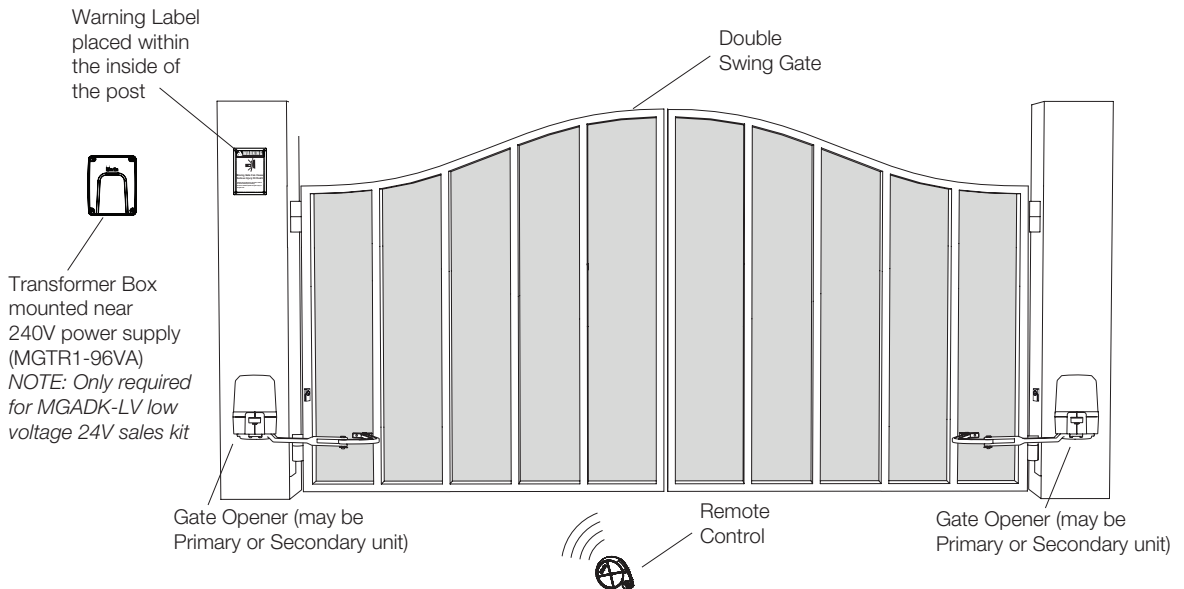 Warning Label
placed within
the inside of
the post
Double
Swing Gate
Transformer Box
mounted near
240V power supply
(MGTR1-96VA)
NOTE: Only required
for MGADK-LV low
voltage 24V sales kit
Gate Opener (may be
Primary or Secondary unit)
Remote
Control
Gate Opener (may be
Primary or Secondary unit)